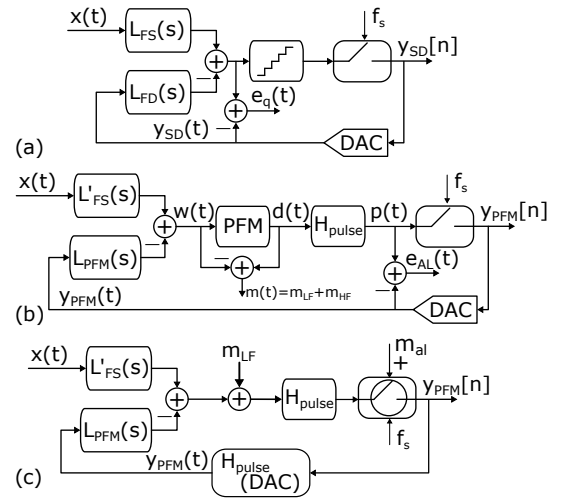 x(t)
L_FS(s)
f_s
y_SD[n]
L_FD(s)
e_q(t)
y_SD(t)
DAC
(a)
x(t)
L'_FS(s)
f_s
w(t)
PFM
d(t)
H_pulse
p(t)
y_PFM[n]
L_PFM(s)
e_AL(t)
m(t)=m_LF+m_HF
y_PFM(t)
DAC
(b)
x(t)
L'_FS(s)
m_LF
m_al
H_pulse
y_PFM[n]
L_PFM(s)
f_s
y_PFM(t)
H_pulse
(DAC)
(c)